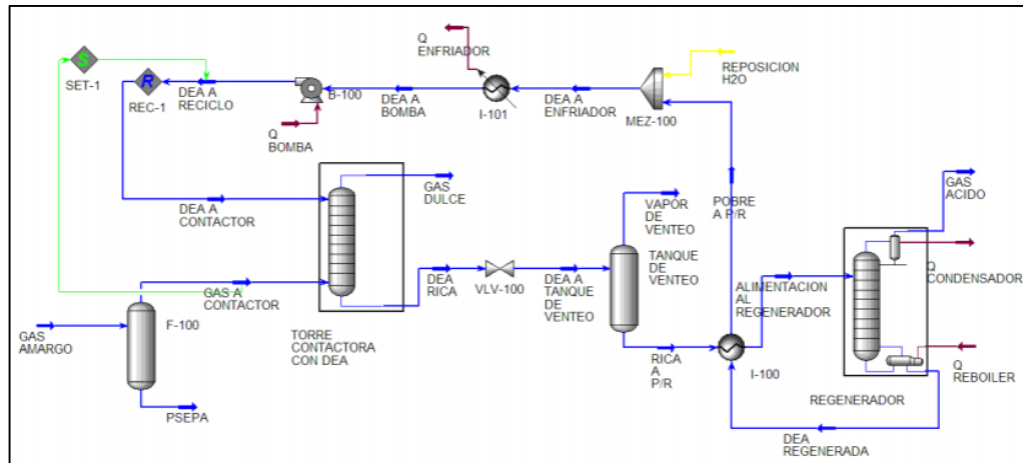 S
SET-1
R
REC-1
DEA A
RECICLO
B-100
Q
BOMBA
DEA A
BOMBA
Q
ENFRIADOR
I-101
DEA A
ENFRIADOR
MEZ-100
REPOSICION
H2O
DEA A
CONTACTOR
GAS
DULCE
GAS A
CONTACTOR
F-100
GAS
AMARGO
PSEPA
TORRE
CONTACTORA
CON DEA
DEA
RICA
VLV-100
DEA A
TANQUE
DE
VENTEO
VAPOR
DE
VENTEO
TANQUE
DE
VENTEO
RICA
A
P/R
POBRE
A P/R
I-100
ALIMENTACION
AL
REGENERADOR
GAS
ACIDO
Q
CONDENSADOR
Q
REBOILER
REGENERADOR
DEA
REGENERADA